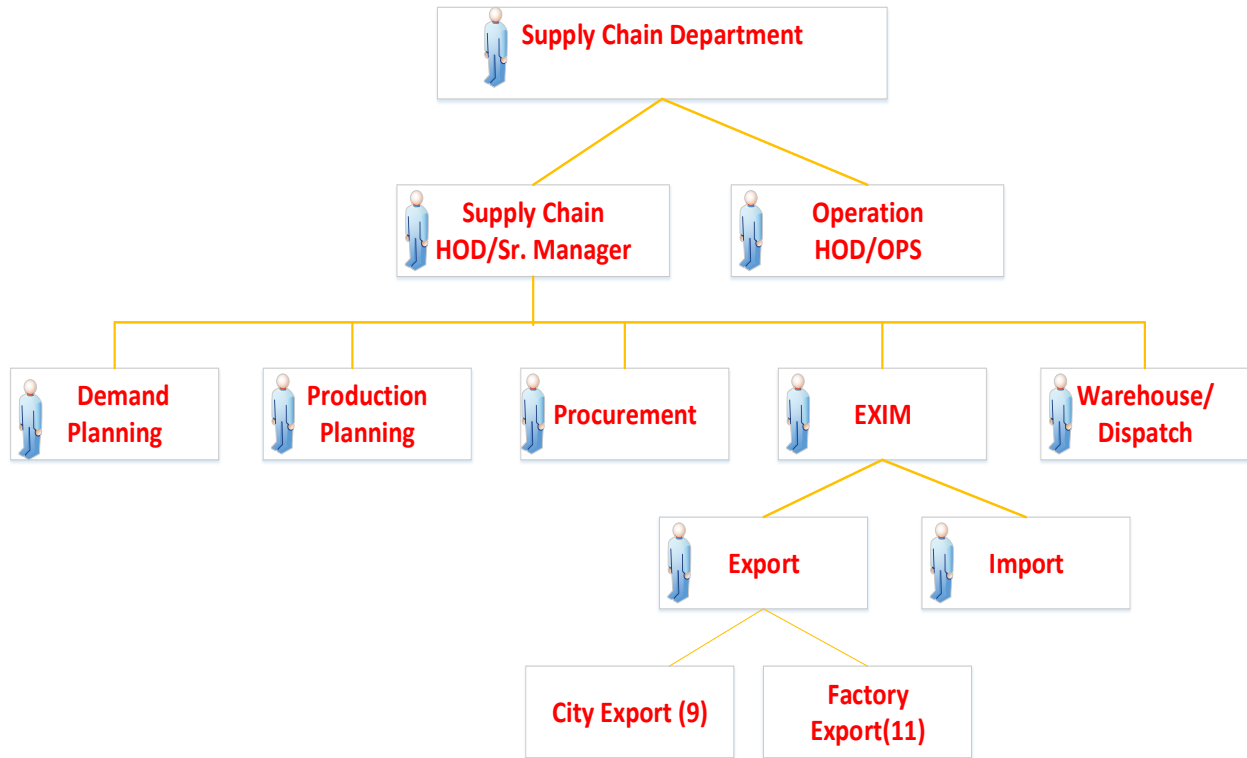 Supply Chain Department
Supply Chain
HOD/Sr. Manager
Operation
HOD/OPS
Demand
Planning
Production
Planning
Procurement
EXIM
Warehouse/
Dispatch
Export
Import
City Export (9)
Factory
Export(11)